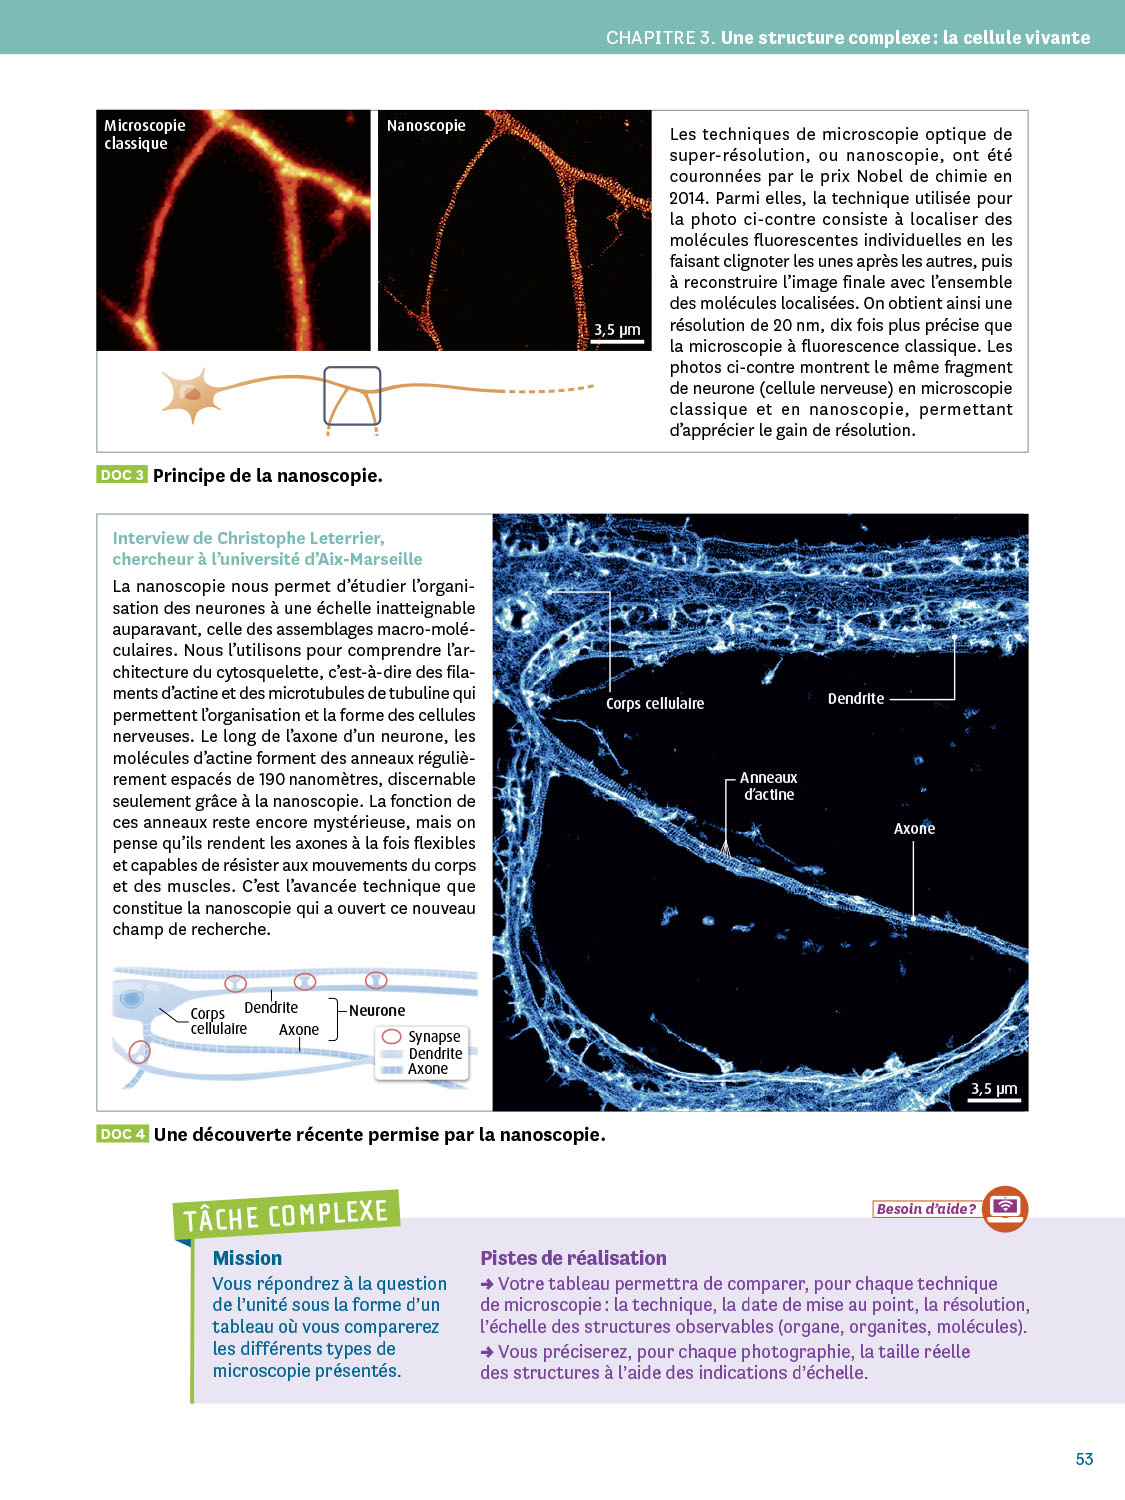 CHAPITRE 3. Une structure complexe : la cellule vivante
Microscopie
classique
Nanoscopie
3,5 µm
Les techniques de microscopie optique de
super-résolution, ou nanoscopie, ont été
couronnées par le prix Nobel de chimie en
2014. Parmi elles, la technique utilisée pour
la photo ci-contre consiste à localiser des
molécules fluorescentes individuelles en les
faisant clignoter les unes après les autres, puis
à reconstruire l’image finale avec l’ensemble
des molécules localisées. On obtient ainsi une
résolution de 20 nm, dix fois plus précise que
la microscopie à fluorescence classique. Les
photos ci-contre montrent le même fragment
de neurone (cellule nerveuse) en microscopie
classique et en nanoscopie, permettant
d’apprécier le gain de résolution.
DOC 3 Principe de la nanoscopie.
Interview de Christophe Leterrier,
chercheur à l’université d’Aix-Marseille
La nanoscopie nous permet d’étudier l’organi-
sation des neurones à une échelle inatteignable
auparavant, celle des assemblages macro-molé-
culaires. Nous l’utilisons pour comprendre l’ar-
chitecture du cytosquelette, c’est-à-dire des fila-
ments d’actine et des microtubules de tubuline qui
permettent l’organisation et la forme des cellules
nerveuses. Le long de l’axone d’un neurone, les
molécules d’actine forment des anneaux réguliè-
rement espacés de 190 nanomètres, discernable
seulement grâce à la nanoscopie. La fonction de
ces anneaux reste encore mystérieuse, mais on
pense qu’ils rendent les axones à la fois flexibles
et capables de résister aux mouvements du corps
et des muscles. C’est l’avancée technique que
constitue la nanoscopie qui a ouvert ce nouveau
champ de recherche.
Corps
cellulaire
Dendrite
Axone
Neurone
Synapse
Dendrite
Axone
Corps cellulaire
Dendrite
Anneaux
d’actine
Axone
3,5 µm
DOC 4 Une découverte récente permise par la nanoscopie.
TÂCHE COMPLEXE
Besoin d’aide ?
Mission
Vous répondrez à la question
de l’unité sous la forme d’un
tableau où vous comparerez
les différents types de
microscopie présentés.
Pistes de réalisation
➜ Votre tableau permettra de comparer, pour chaque technique
de microscopie : la technique, la date de mise au point, la résolution,
l’échelle des structures observables (organe, organites, molécules).
➜ Vous préciserez, pour chaque photographie, la taille réelle
des structures à l’aide des indications d’échelle.
53